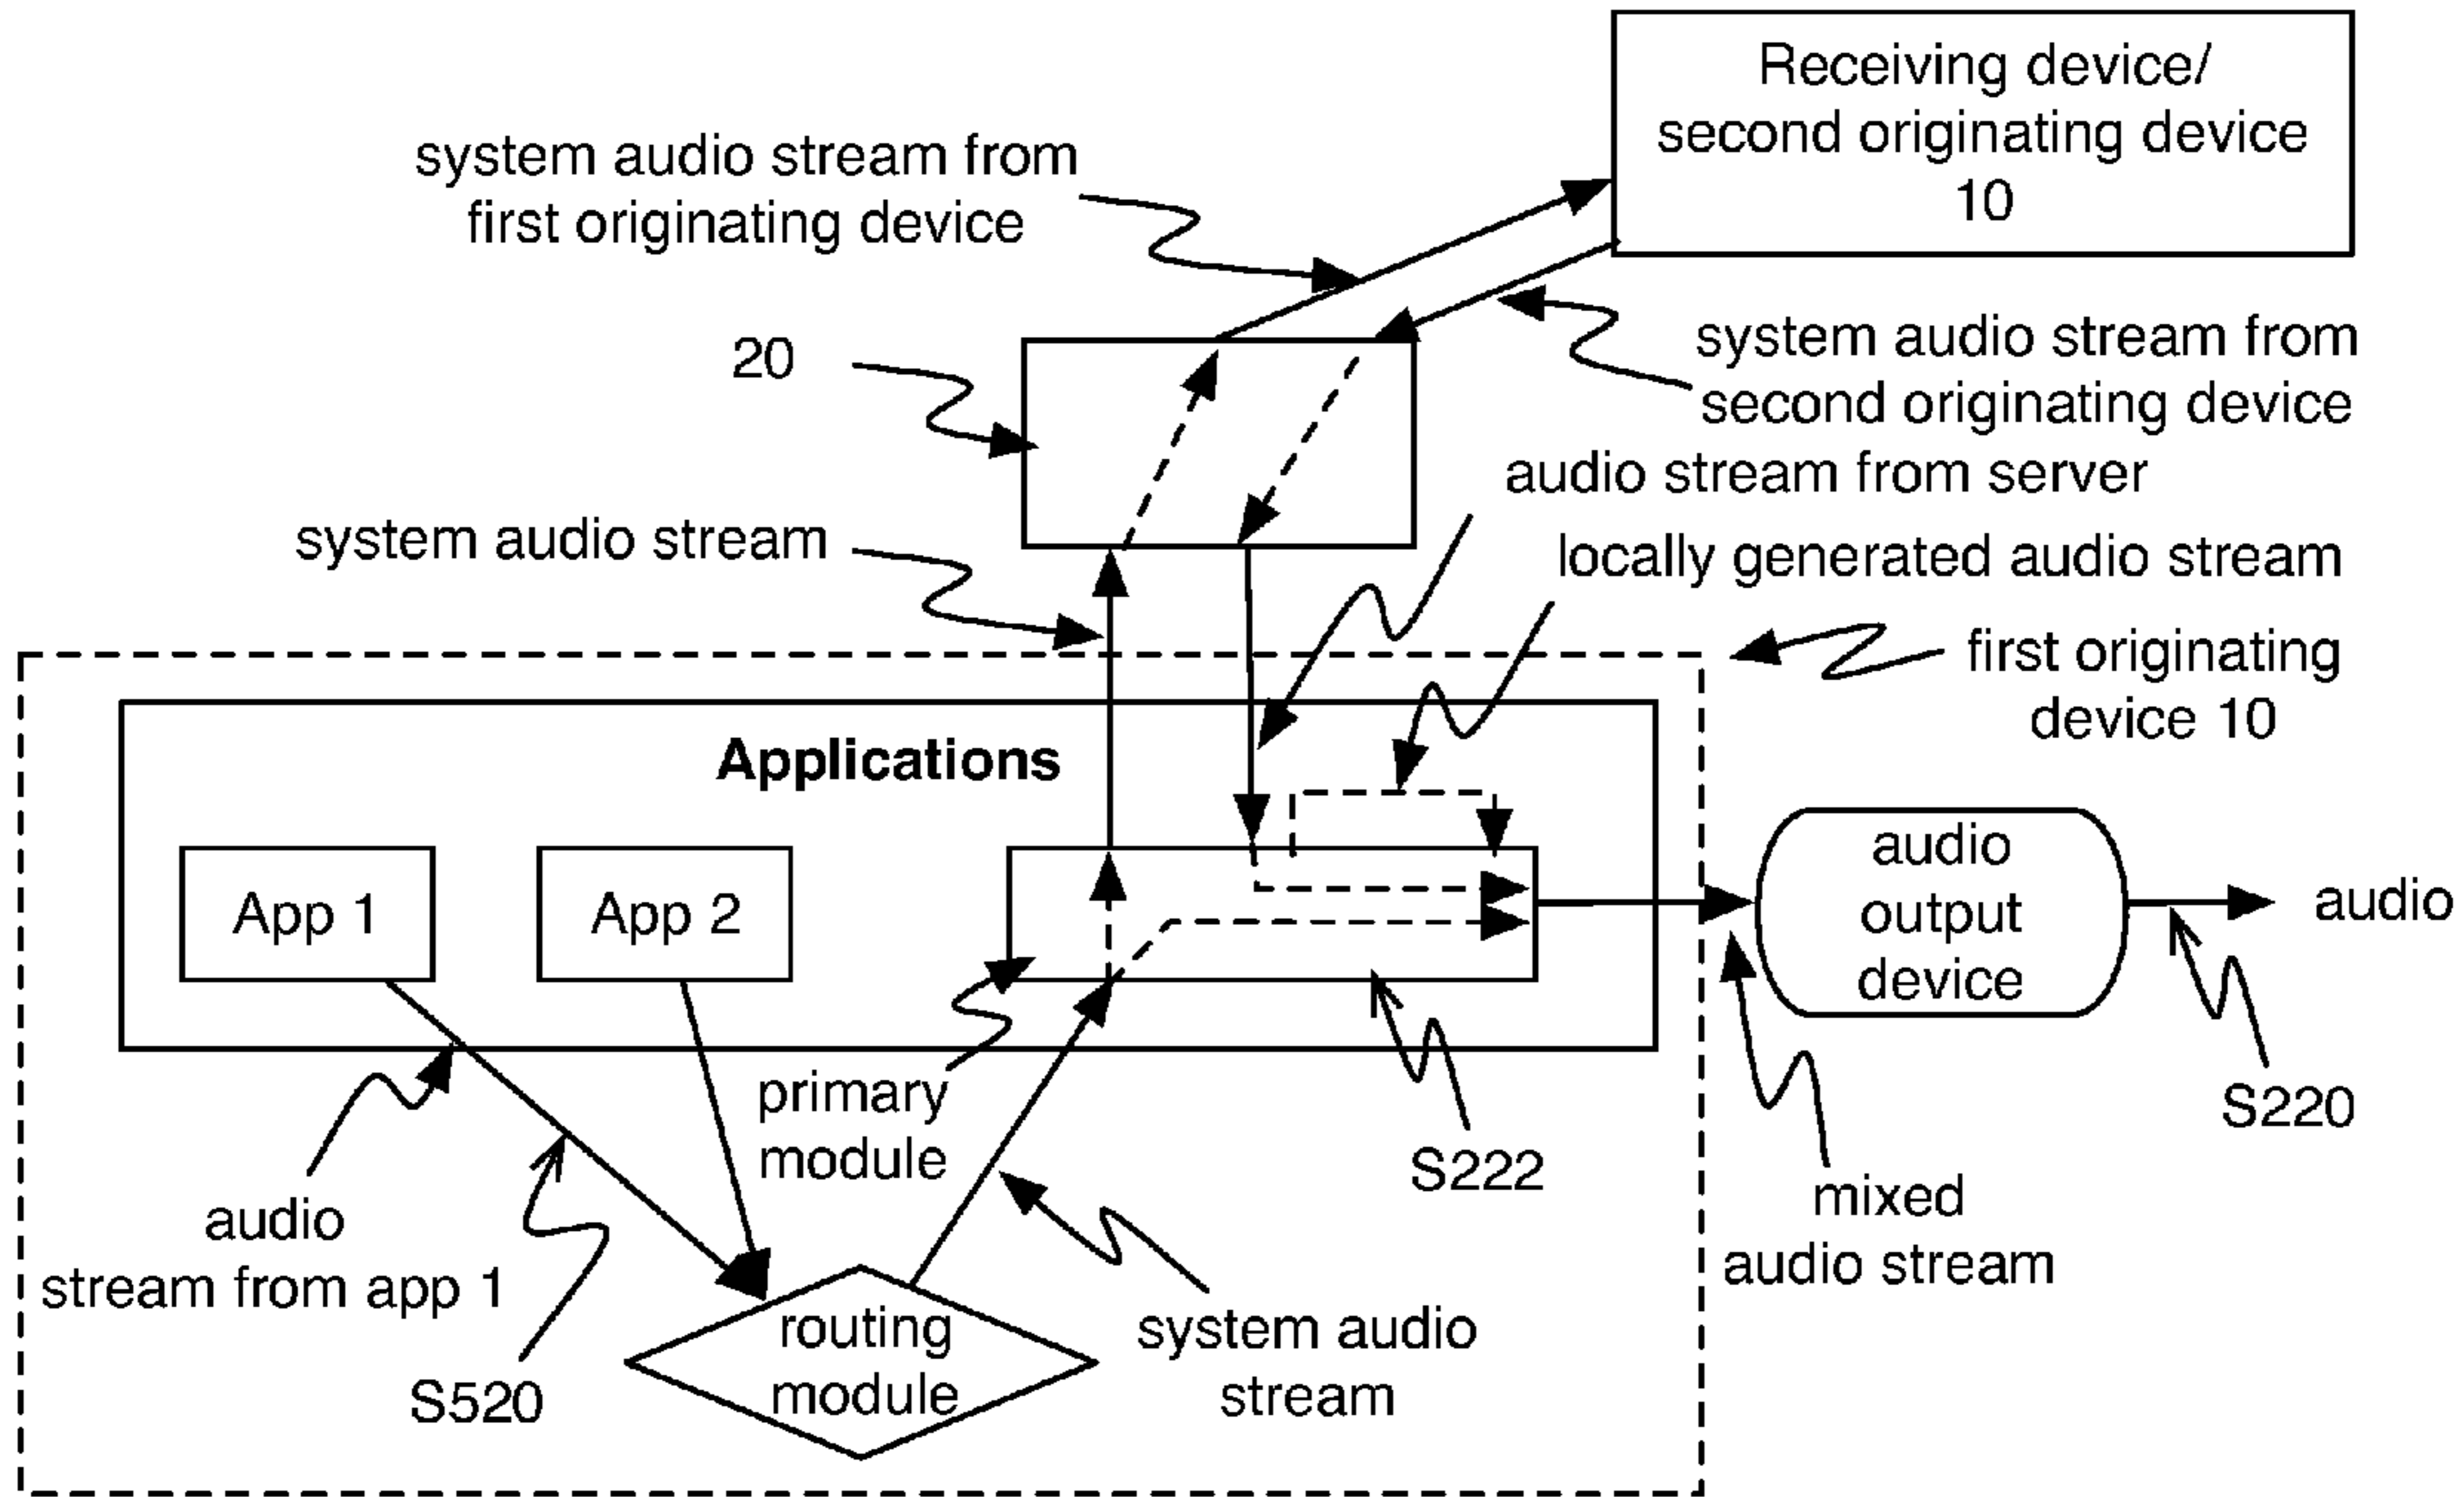 Receiving device/
second originating device
10
system audio stream from
first originating device
20
system audio stream from
second originating device
audio stream from server
system audio stream
locally generated audio stream
first originating
device 10
Applications
App 1
App 2
audio
output
device
audio
primary
module
S222
S220
mixed
audio stream
audio
stream from app 1
S520
routing
module
system audio
stream